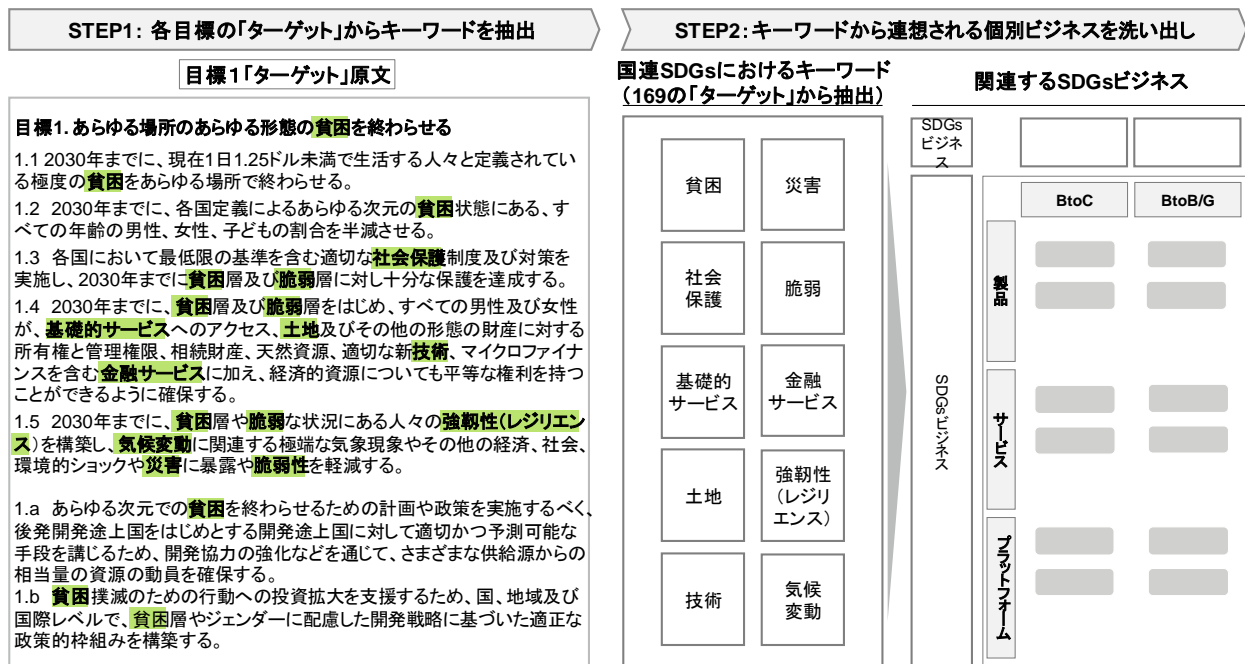 STEP1: 各目標の「ターゲット」からキーワードを抽出
目標１「ターゲット」原文
目標1. あらゆる場所のあらゆる形態の貧困を終わらせる
1.1 2030年までに、現在1日1.25ドル未満で生活する人々と定義されてい
る極度の貧困をあらゆる場所で終わらせる。
1.2 2030年までに、各国定義によるあらゆる次元の貧困状態にある、す
べての年齢の男性、女性、子どもの割合を半減させる。
1.3 各国において最低限の基準を含む適切な社会保護制度及び対策を
実施し、2030年までに貧困層及び脆弱層に対し十分な保護を達成する。
1.4 2030年までに、貧困層及び脆弱層をはじめ、すべての男性及び女性
が、基礎的サービスへのアクセス、土地及びその他の形態の財産に対する
所有権と管理権限、相続財産、天然資源、適切な新技術、マイクロファイナ
ンスを含む金融サービスに加え、経済的資源についても平等な権利を持つ
ことができるように確保する。
1.5 2030年までに、貧困層や脆弱な状況にある人々の強靭性(レジリエン
ス)を構築し、気候変動に関連する極端な気象現象やその他の経済、社会、
環境的ショックや災害に暴露や脆弱性を軽減する。
1.a あらゆる次元での貧困を終わらせるための計画や政策を実施するべく、
後発開発途上国をはじめとする開発途上国に対して適切かつ予測可能な
手段を講じるため、開発協力の強化などを通じて、さまざまな供給源からの
相当量の資源の動員を確保する。
1.b 貧困撲滅のための行動への投資拡大を支援するため、国、地域及び
国際レベルで、貧困層やジェンダーに配慮した開発戦略に基づいた適正な
政策的枠組みを構築する。
STEP2:キーワードから連想される個別ビジネスを洗い出し
国連SDGsにおけるキーワード
（169の「ターゲット」から抽出）
貧困
災害
社会
保護
脆弱
基礎的
サービス
金融
サービス
土地
強靭性
（レジリ
エンス）
技術
気候
変動
関連するSDGsビジネス
SDGs
ビジネ
ス
SDGsビジネス
BtoC
BtoB/G
製品
サービス
プラットフォーム